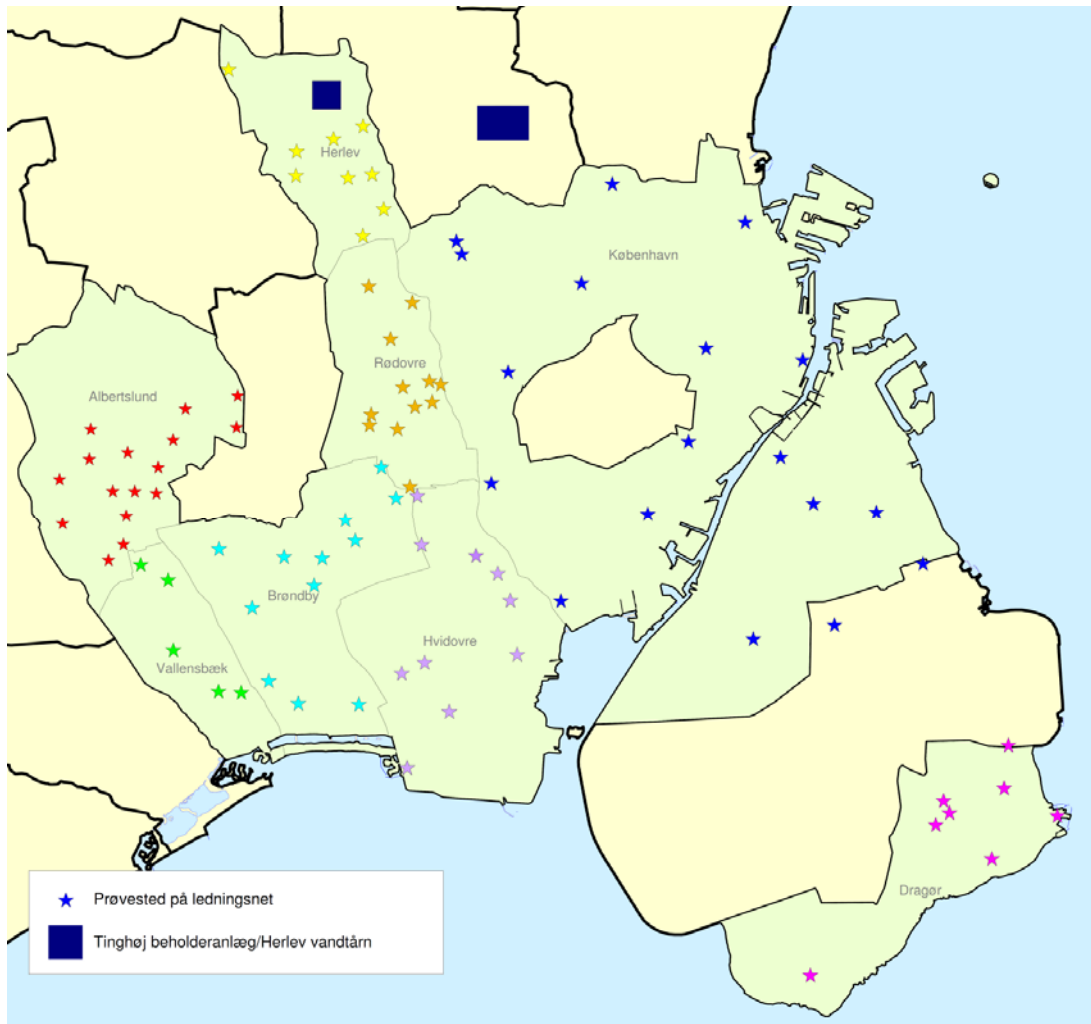 Herlev
København
Rødovre
Albertslund
Brøndby
Hvidovre
Vallensbæk
Dragør
Prøvested på ledningsnet
Tinghøj beholderanlæg/Herlev vandtårn